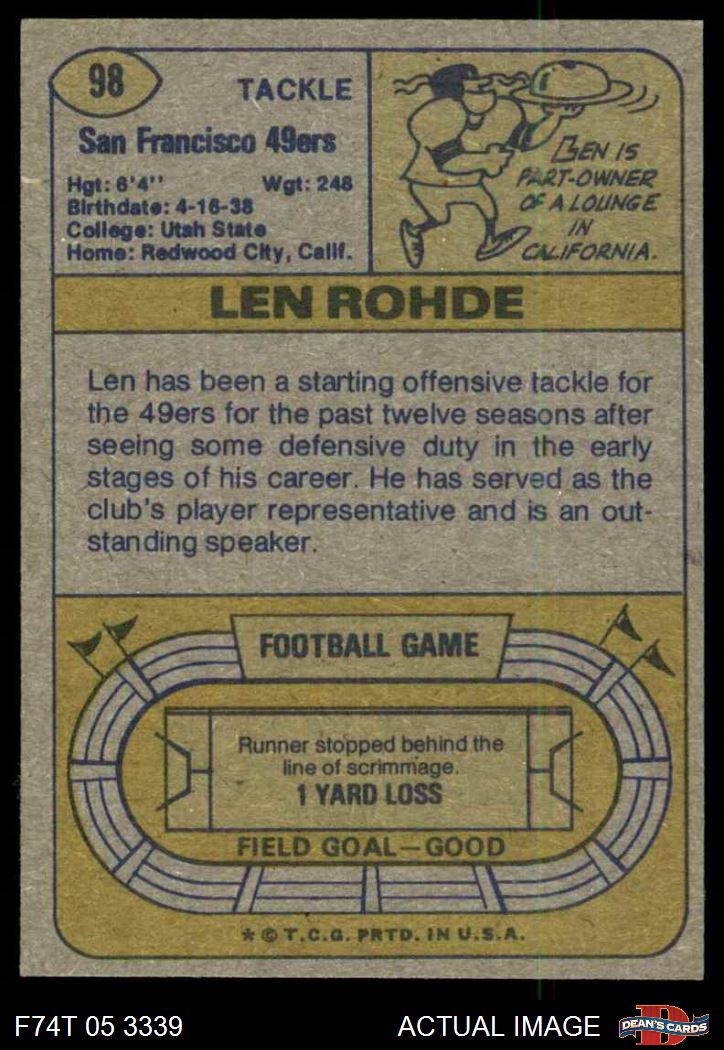 98
TACKLE
San Francisco 49ers
Hgt: 6'4" Wgt: 248
Birthdate: 4-16-38
College: Utah State
Home: Redwood City, Calif.
BEN IS
PART-OWNER
OF A LOUNGE
IN
CALIFORNIA.
LEN ROHDE
Len has been a starting offensive tackle for
the 49ers for the past twelve seasons after
seeing some defensive duty in the early
stages of his career. He has served as the
club's player representative and is an out-
standing speaker.
FOOTBALL GAME
Runner stopped behind the
line of scrimmage.
1 YARD LOSS
FIELD GOAL—GOOD
* © T.C.G. PRTD. IN U.S.A.
F74T 05 3339
ACTUAL IMAGE
D
DEAN'S CARDS